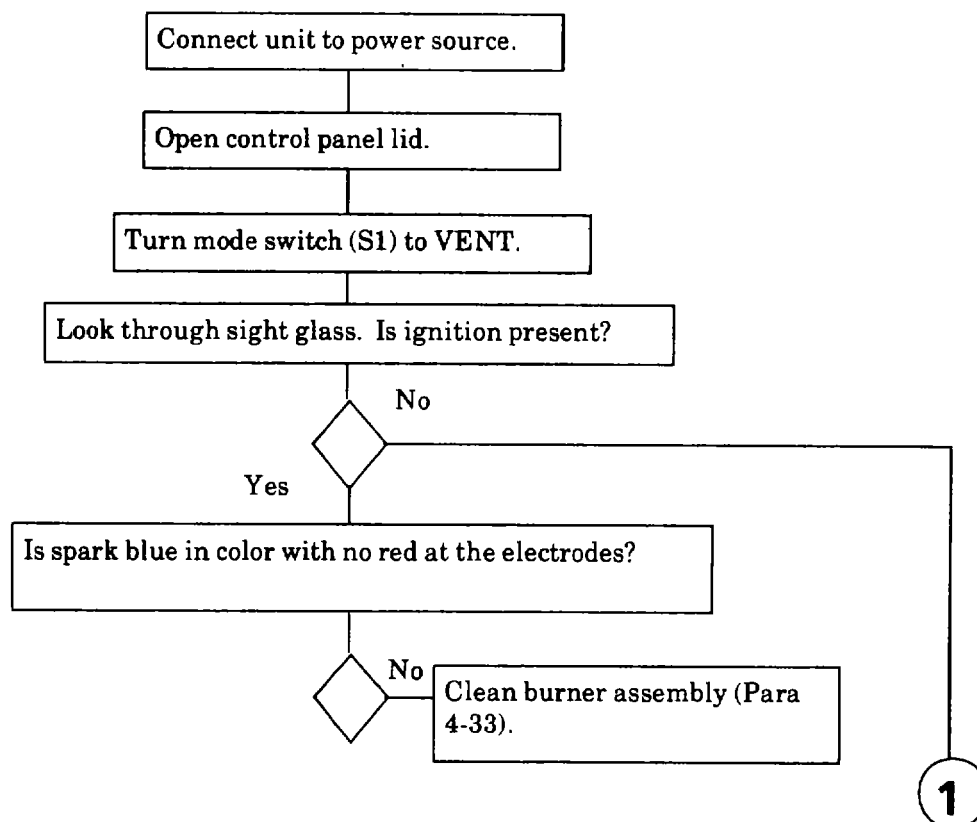 Connect unit to power source.
Open control panel lid.
Turn mode switch (S1) to VENT.
Look through sight glass.  Is ignition present?
No
Yes
Is spark blue in color with no red at the electrodes?
No
Clean burner assembly (Para
4-33).
1